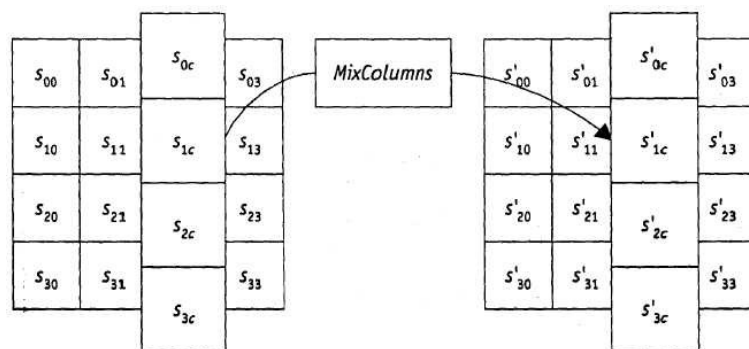 S0c S'0c
S00 S01 S03 MixColumns S'00 S'01 S'03
S10 S11 S1c S13 S'10 S'11 S'1c S'13
S20 S21 S2c S23 S'20 S'21 S'2c S'23
S30 S31 S33 S'30 S'31 S'33
S3c S'3c